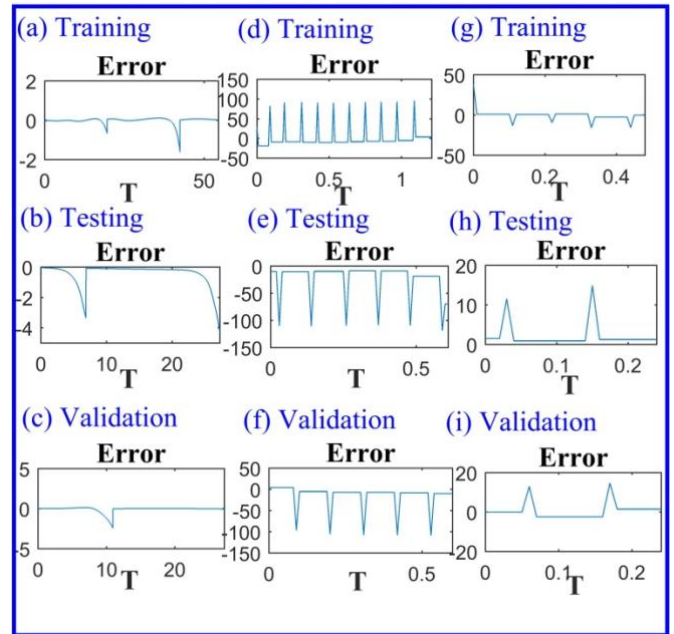 (a) Training
Error
2
0
-2
0
50
T
(d) Training
Error
150
100
50
0
-50
0
0.5
1
T
(g) Training
Error
50
0
-50
0
0.2
0.4
T
(b) Testing
Error
0
-2
-4
0
10
20
T
(e) Testing
Error
0
-50
-100
-150
0
0.5
T
(h) Testing
Error
20
10
0
0
0.1
0.2
T
(c) Validation
Error
5
0
-5
0
10
20
T
(f) Validation
Error
50
0
-50
-100
-150
0
0.5
T
(i) Validation
Error
20
0
-20
0
0.1
0.2
T